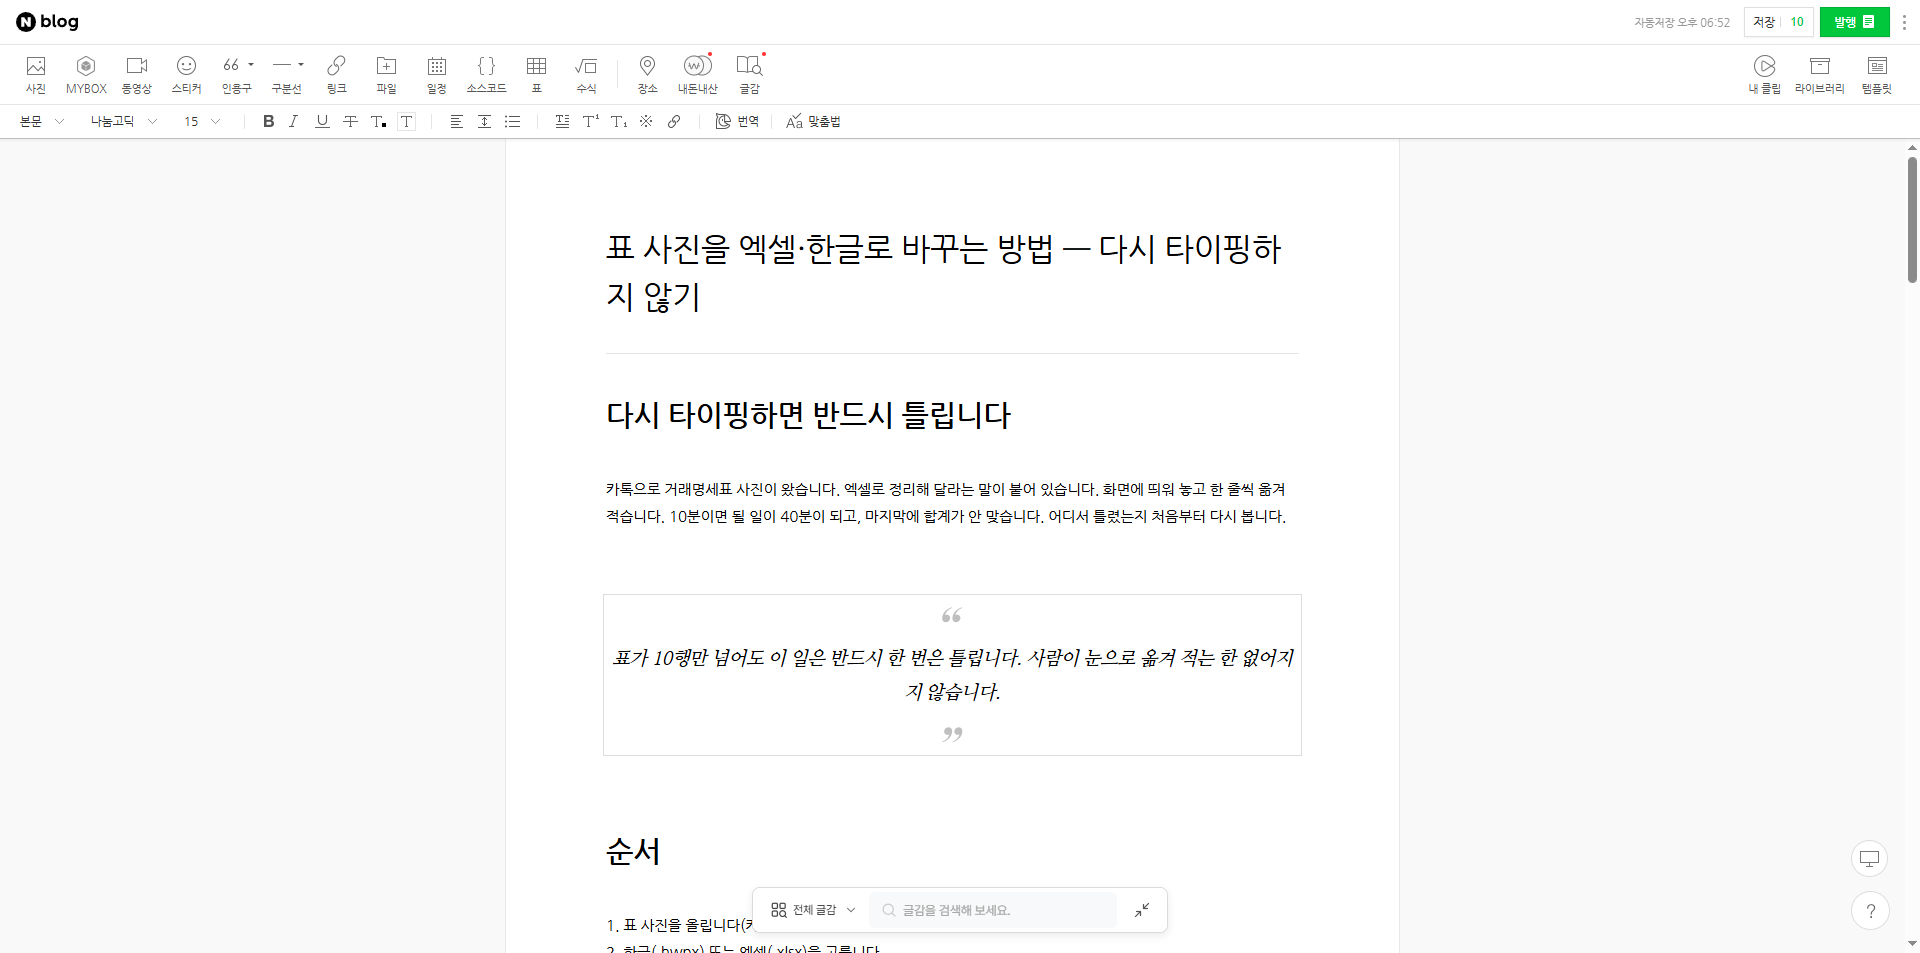 N blog
자동저장 오후 06:52
저장 10
발행
사진
MYBOX
동영상
스티커
인용구
구분선
링크
파일
일정
소스코드
표
수식
장소
내돈내산
글감
내 클립
라이브러리
템플릿
본문
나눔고딕
15
번역
맞춤법
표 사진을 엑셀·한글로 바꾸는 방법 — 다시 타이핑하
지 않기
다시 타이핑하면 반드시 틀립니다
카톡으로 거래명세표 사진이 왔습니다. 엑셀로 정리해 달라는 말이 붙어 있습니다. 화면에 띄워 놓고 한 줄씩 옮겨
적습니다. 10분이면 될 일이 40분이 되고, 마지막에 합계가 안 맞습니다. 어디서 틀렸는지 처음부터 다시 봅니다.
“
표가 10행만 넘어도 이 일은 반드시 한 번은 틀립니다. 사람이 눈으로 옮겨 적는 한 없어지
지 않습니다.
”
순서
1. 표 사진을 올립니다(
2. 한글(.hwpx) 또는 엑셀(.xlsx)을 고릅니다
전체 글감
글감을 검색해 보세요.
?